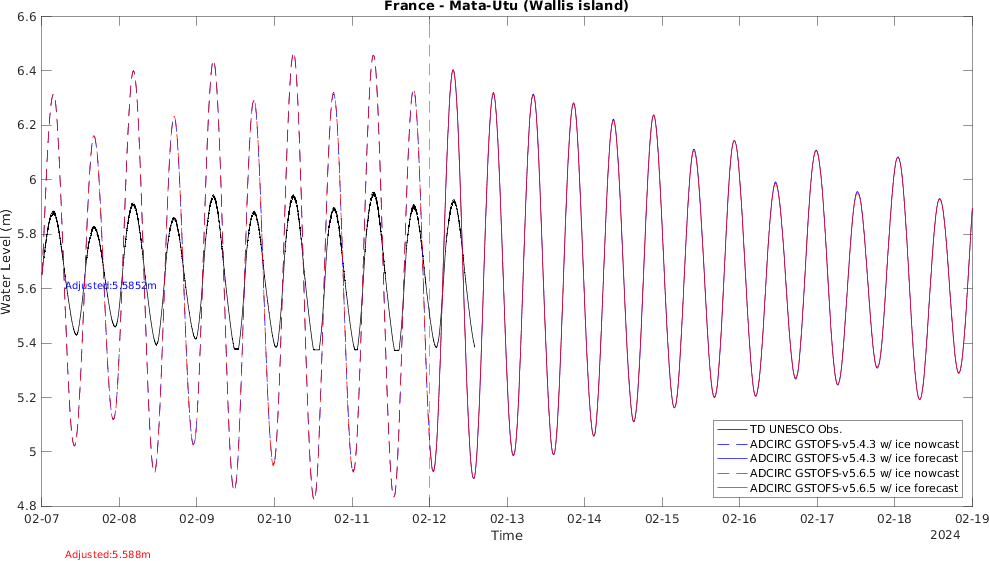 France - Mata-Utu (Wallis island)
6.6
6.4
6.2
6
5.8
5.6
5.4
5.2
5
4.8
Water Level (m)
Adjusted:5.5852m
TD UNESCO Obs.
ADCIRC GSTOFS-v5.4.3 w/ ice nowcast
ADCIRC GSTOFS-v5.4.3 w/ ice forecast
ADCIRC GSTOFS-v5.6.5 w/ ice nowcast
ADCIRC GSTOFS-v5.6.5 w/ ice forecast
02-07 02-08 02-09 02-10 02-11 02-12 02-13 02-14 02-15 02-16 02-17 02-18 02-19
Time
2024
Adjusted:5.588m